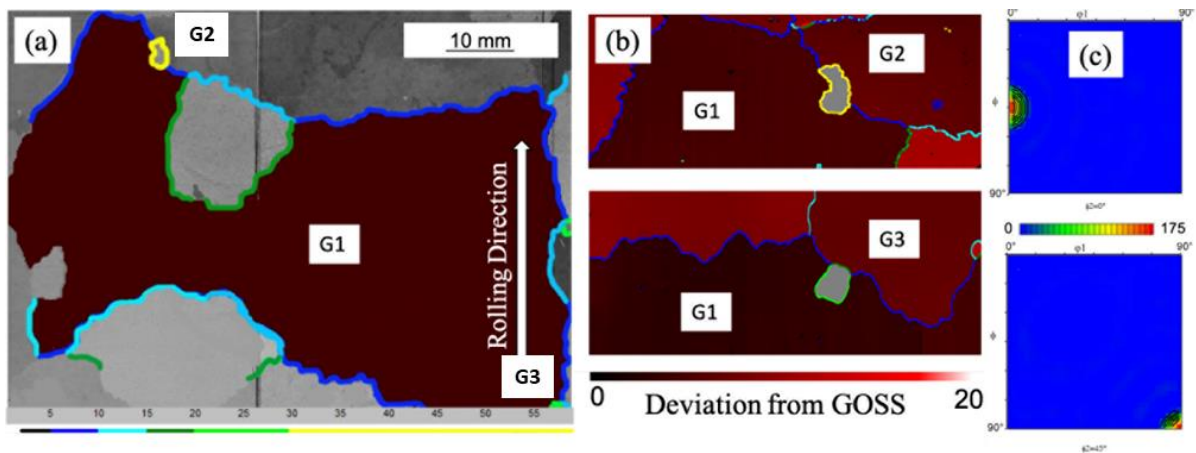 (a)
G2
10 mm
G1
Rolling Direction
G3
5 10 15 20 25 30 35 40 45 50 55
(b)
G2
G1
G3
G1
0 Deviation from GOSS 20
0° φ1 90°
(c)
ϕ
90°
φ2=0°
0 175
0° φ1 90°
ϕ
90°
φ2=45°